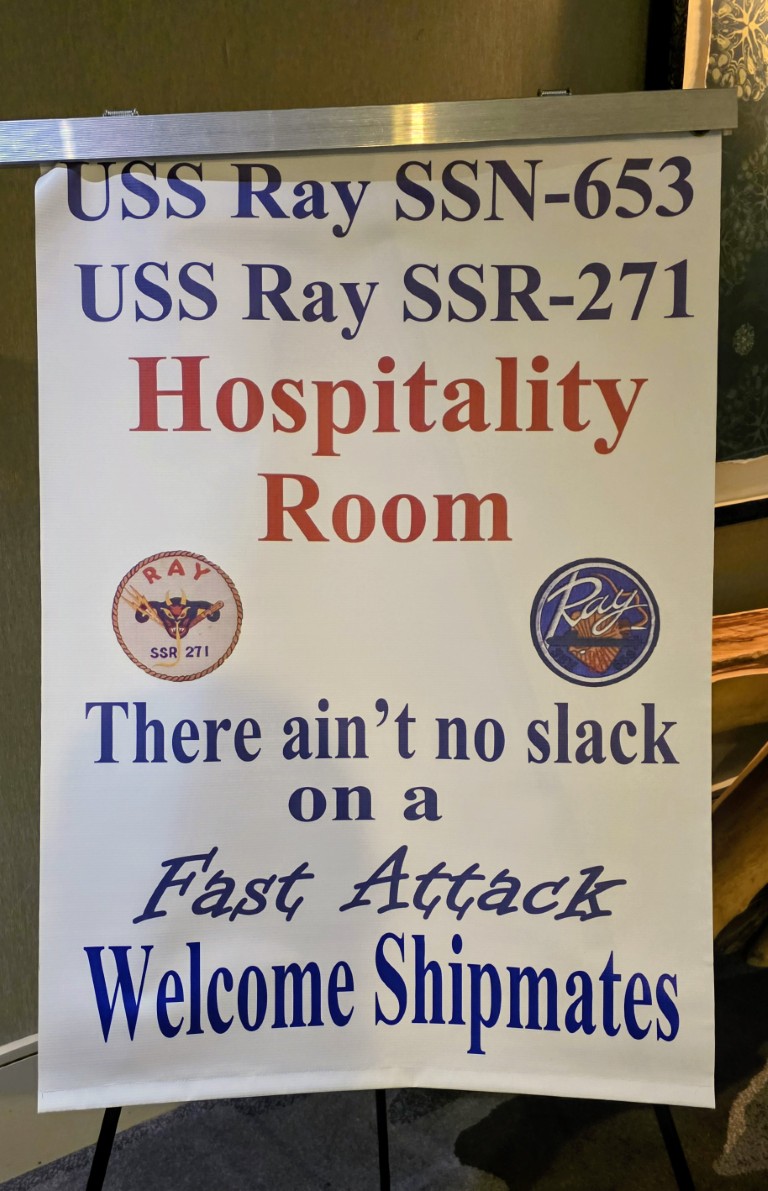 USS Ray SSN-653
USS Ray SSR-271
Hospitality
Room
RAY
SSR 271
Ray
There ain't no slack
on a
Fast Attack
Welcome Shipmates